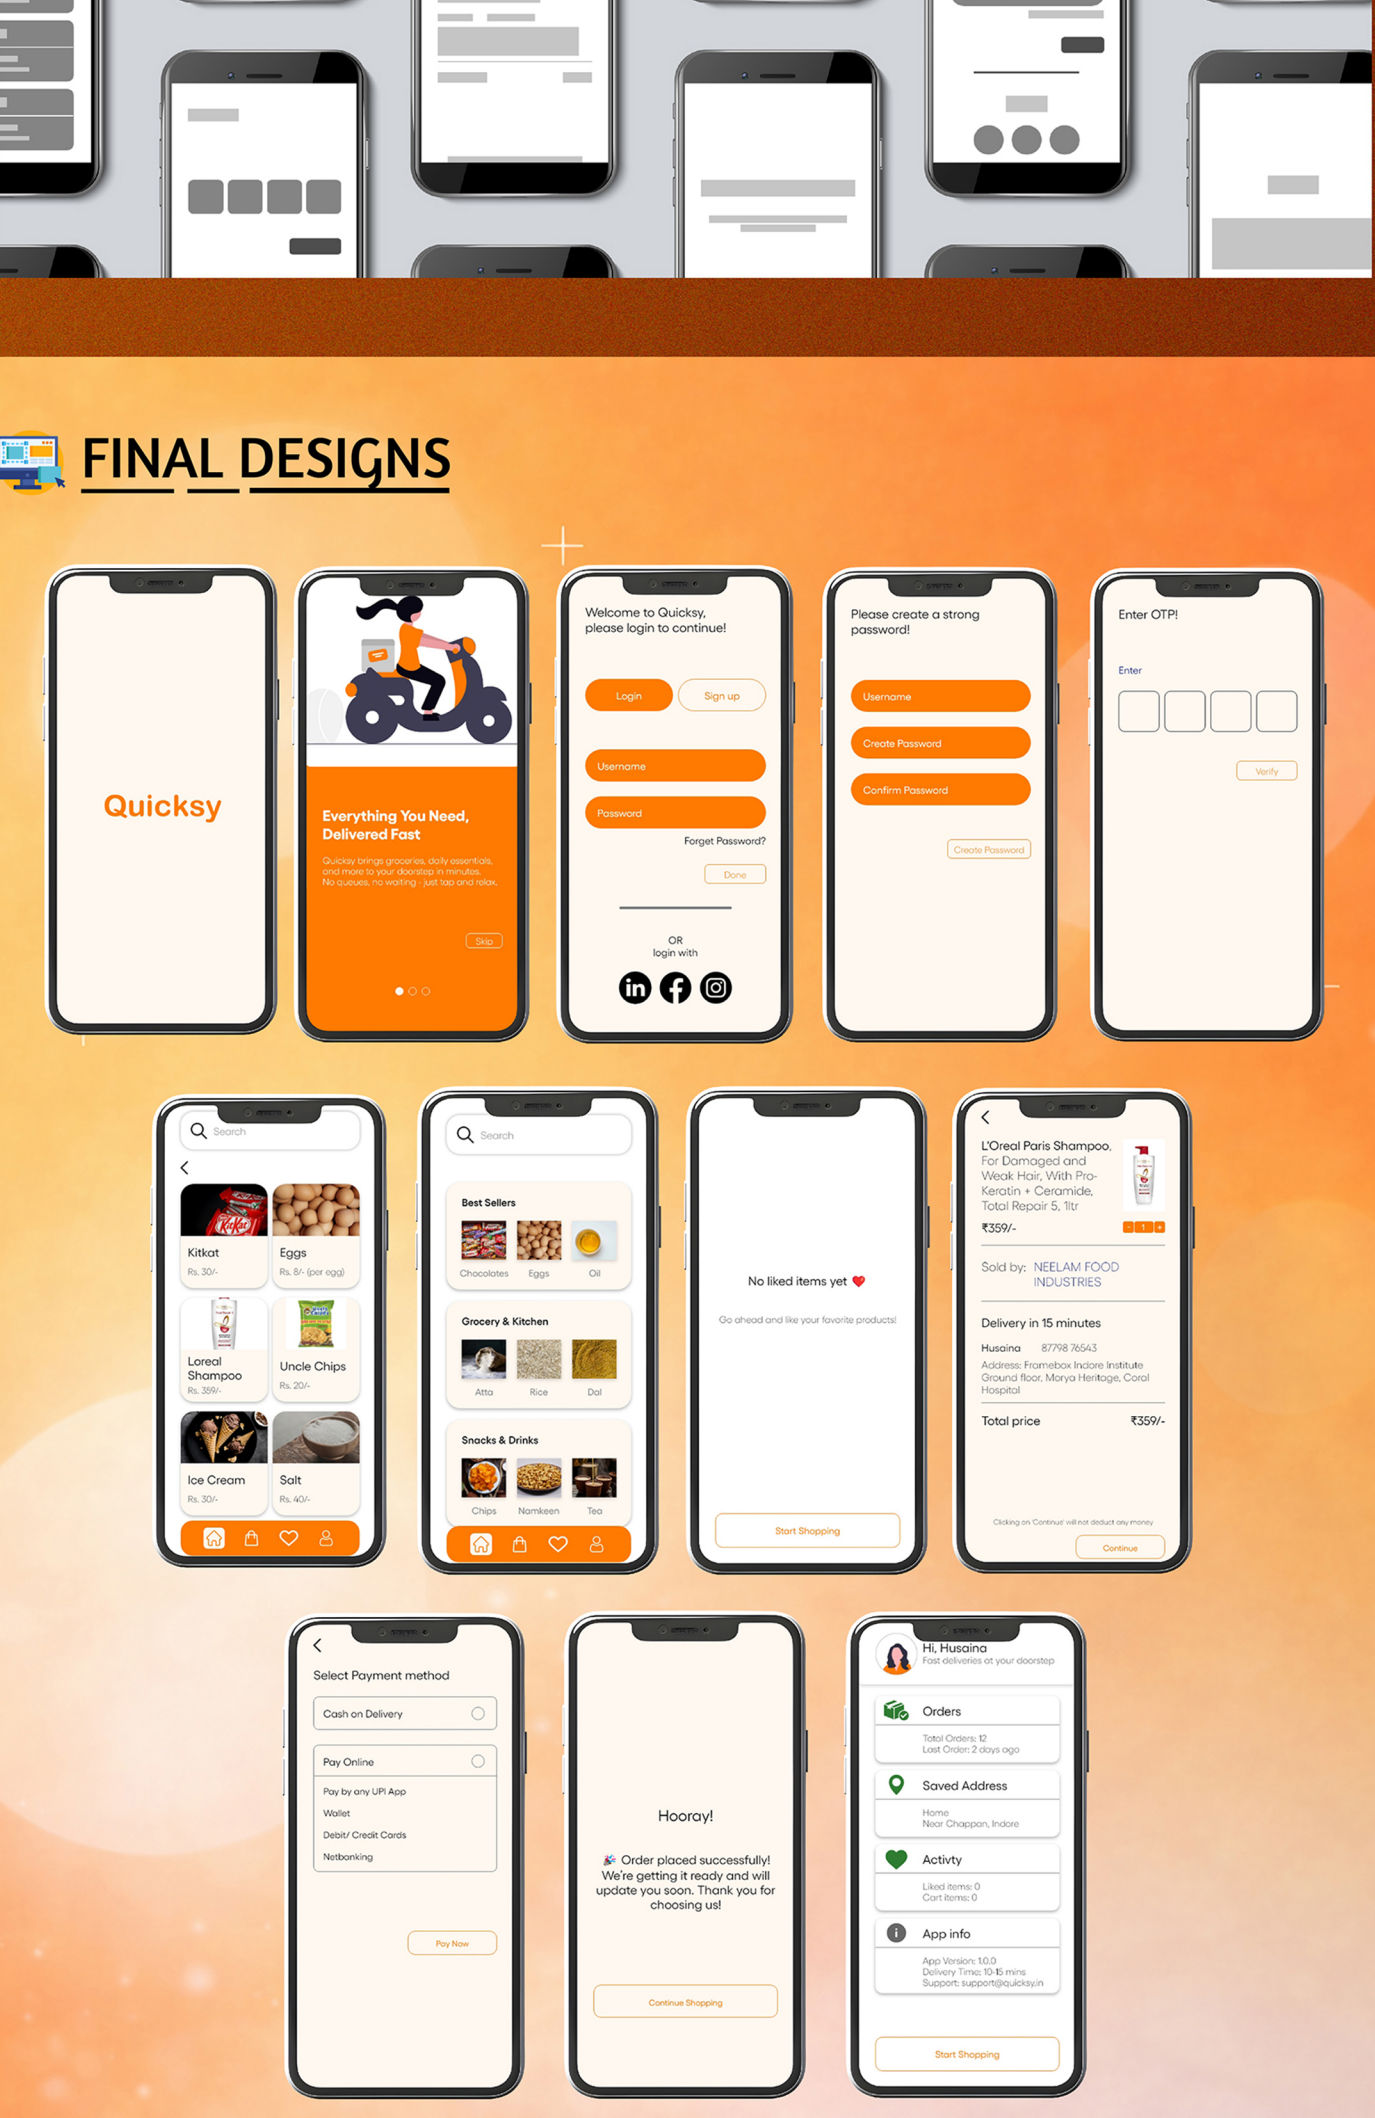 FINAL DESIGNS
Quicksy
Everything You Need,
Delivered Fast
Quicksy brings groceries, daily essentials,
and more to your doorstep in minutes.
No queues, no waiting - just tap and relax.
Skip
Welcome to Quicksy,
please login to continue!
Login
Sign up
Username
Password
Forget Password?
Done
OR
login with
in
Please create a strong
password!
Username
Create Password
Confirm Password
Create Password
Enter OTP!
Enter
Verify
Search
KitKat
Kitkat
Rs. 30/-
Eggs
Rs. 8/- (per egg)
Loreal
Shampoo
Rs. 359/-
Uncle Chips
Rs. 20/-
Ice Cream
Rs. 30/-
Salt
Rs. 40/-
Search
Best Sellers
Chocolates
Eggs
Oil
Grocery & Kitchen
Atta
Rice
Dal
Snacks & Drinks
Chips
Namkeen
Tea
No liked items yet ❤️
Go ahead and like your favorite products!
Start Shopping
L'Oreal Paris Shampoo,
For Damaged and
Weak Hair, With Pro-
Keratin + Ceramide,
Total Repair 5, 1ltr
₹359/-
- 1 +
Sold by: NEELAM FOOD
INDUSTRIES
Delivery in 15 minutes
Husaina 87798 76543
Address: Framebox Indore Institute
Ground floor, Morya Heritage, Coral
Hospital
Total price ₹359/-
Clicking on 'Continue' will not deduct any money
Continue
Select Payment method
Cash on Delivery
Pay Online
Pay by any UPI App
Wallet
Debit/ Credit Cards
Netbanking
Pay Now
Hooray!
🎉 Order placed successfully!
We're getting it ready and will
update you soon. Thank you for
choosing us!
Continue Shopping
Hi, Husaina
Fast deliveries at your doorstep
Orders
Total Orders: 12
Last Order: 2 days ago
Saved Address
Home
Near Chappan, Indore
Activty
Liked items: 0
Cart items: 0
App info
App Version: 1.0.0
Delivery Time: 10-15 mins
Support: support@quicksy.in
Start Shopping